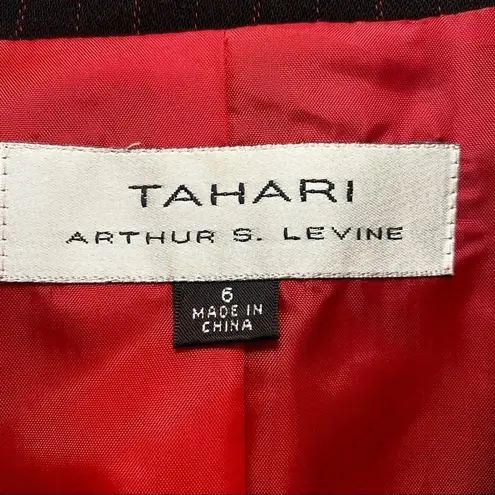 TAHARI
ARTHUR S. LEVINE
6
MADE IN
CHINA